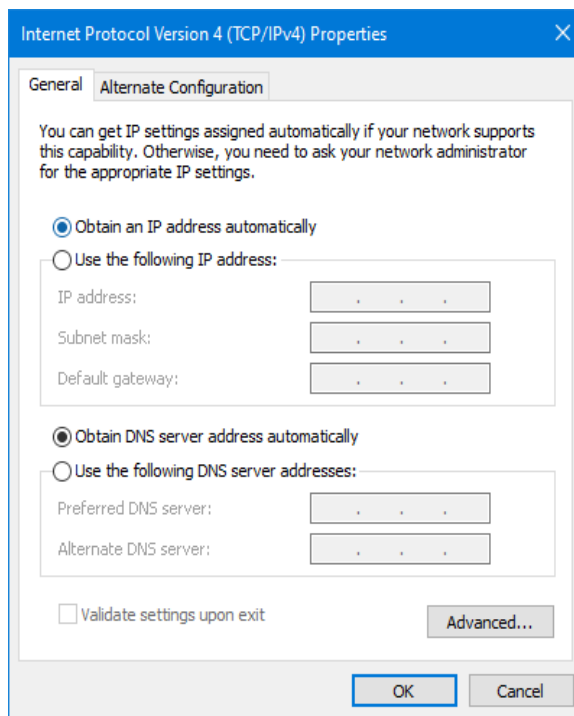 Internet Protocol Version 4 (TCP/IPv4) Properties
General
Alternate Configuration
You can get IP settings assigned automatically if your network supports
this capability. Otherwise, you need to ask your network administrator
for the appropriate IP settings.
Obtain an IP address automatically
Use the following IP address:
IP address:
Subnet mask:
Default gateway:
Obtain DNS server address automatically
Use the following DNS server addresses:
Preferred DNS server:
Alternate DNS server:
Validate settings upon exit
Advanced...
OK
Cancel